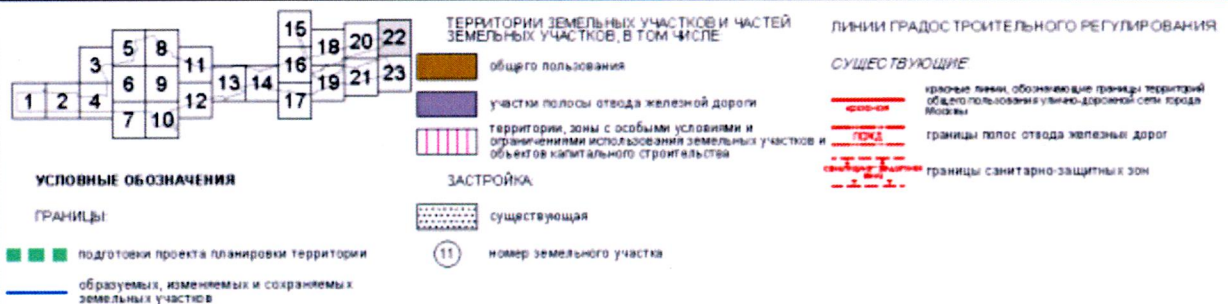 1 2 3 4 5 6 7 8 9 10 11 12 13 14 15 16 17 18 19 20 21 22 23
УСЛОВНЫЕ ОБОЗНАЧЕНИЯ
ГРАНИЦЫ:
подготовки проекта планировки территории
образуемых, изменяемых и сохраняемых
земельных участков
ТЕРРИТОРИИ ЗЕМЕЛЬНЫХ УЧАСТКОВ И ЧАСТЕЙ
ЗЕМЕЛЬНЫХ УЧАСТКОВ, В ТОМ ЧИСЛЕ
общего пользования
участки полосы отвода железной дороги
территории, зоны с особыми условиями и
ограничениями использования земельных участков и
объектов капитального строительства
ЗАСТРОЙКА
существующая
11
номер земельного участка
ЛИНИИ ГРАДОСТРОИТЕЛЬНОГО РЕГУЛИРОВАНИЯ
СУЩЕСТВУЮЩИЕ:
красные линии, обозначающие границы территорий
общего пользования улично-дорожной сети города
Москвы
границы полос отвода железных дорог
границы санитарно-защитных зон